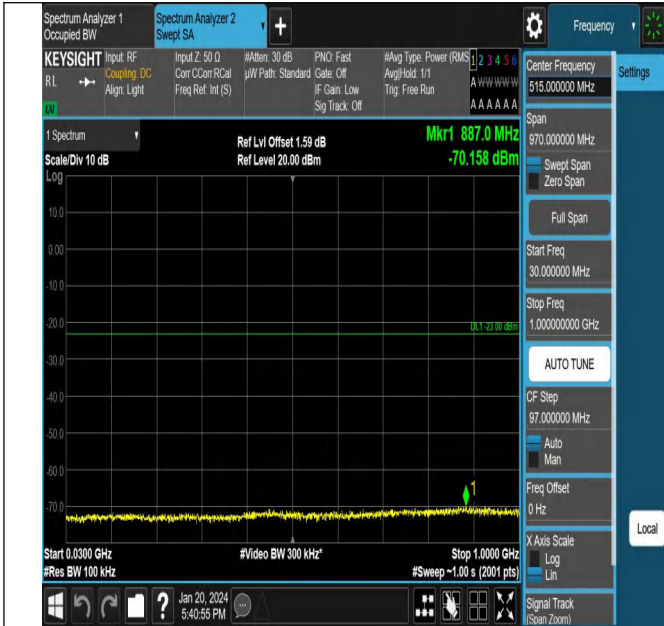 Spectrum Analyzer 1
Occupied BW
Spectrum Analyzer 2
Swept SA
+
Frequency
KEYSIGHT
RL
LXI
Input: RF
Coupling: DC
Align: Light
Input Z: 50 Ω
Corr CCorr RCal
Freq Ref: Int (S)
#Atten: 30 dB
µW Path: Standard
PNO: Fast
Gate: Off
IF Gain: Low
Sig Track: Off
#Avg Type: Power (RMS
Avg|Hold: 1/1
Trig: Free Run
1 2 3 4 5 6
A W W W W W
A A A A A A
1 Spectrum
Scale/Div 10 dB
Log
Ref Lvl Offset 1.59 dB
Ref Level 20.00 dBm
Mkr1 887.0 MHz
-70.158 dBm
10.0
0.00
-10.0
-20.0
DL1 -23.00 dBm
-30.0
-40.0
-50.0
-60.0
1
-70.0
Start 0.0300 GHz
#Res BW 100 kHz
#Video BW 300 kHz*
Stop 1.0000 GHz
#Sweep ~1.00 s (2001 pts)
?
Jan 20, 2024
5:40:55 PM
Center Frequency
515.000000 MHz
Settings
Span
970.000000 MHz
Swept Span
Zero Span
Full Span
Start Freq
30.000000 MHz
Stop Freq
1.000000000 GHz
AUTO TUNE
CF Step
97.000000 MHz
Auto
Man
Freq Offset
0 Hz
Local
X Axis Scale
Log
Lin
Signal Track
(Span Zoom)